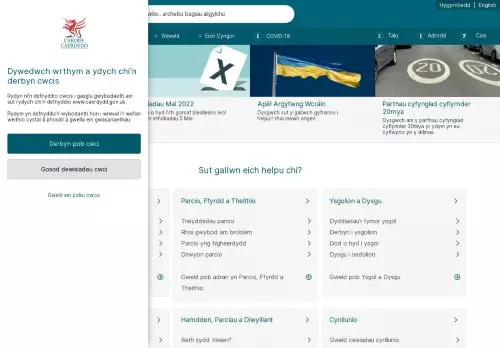 Hygyrchedd | English
CARDIFF
CAERDYDD
archebu bagiau ailgylchu
Ymweld
Eich Cyngor
COVID-19
Talu
Adrodd
Cais
Dywedwch wrthym a ydych chi'n
derbyn cwcis
Rydyn ni'n defnyddio cwcis i gasglu gwybodaeth am
sut rydych chi'n defnyddio www.caerdydd.gov.uk.
Rydym yn defnyddio'r wybodaeth hon i wneud i'r wefan
weithio cystal â phosibl a gwella ein gwasanaethau.
Derbyn pob cwci
Gosod dewisiadau cwci
Gweld ein polisi cwcis
Mai 2022
o hyd i'ch gorsaf bleidleisio leol
etholiadau 5 Mai.
Apêl Argyfwng Wcráin
Dysgwch sut y gallwch gyfrannu i
helpu'r rhai mewn angen
Parthau cyfyngiad cyflymder
20mya
Dysgwch am y parthau cyfyngiad
cyflymder 20mya yr ydym yn eu
cyflwyno yn y ddinas.
Sut gallwn eich helpu chi?
Parcio, Ffyrdd a Theithio
Trwyddedau parcio
Rhoi gwybod am broblem
Parcio yng Nghaerdydd
Dirwyon parcio
Gweld pob adran yn Parcio, Ffyrdd a
Theithio
Ysgolion a Dysgu
Dyddiadau'r tymor ysgol
Derbyn i ysgolion
Dod o hyd i ysgol
Dysgu i oedolion
Gweld pob Ysgol a Dysgu
Hamdden, Parciau a Diwylliant
Beth sydd 'mlaen?
Cynllunio
Gweld ceisiadau cynllunio